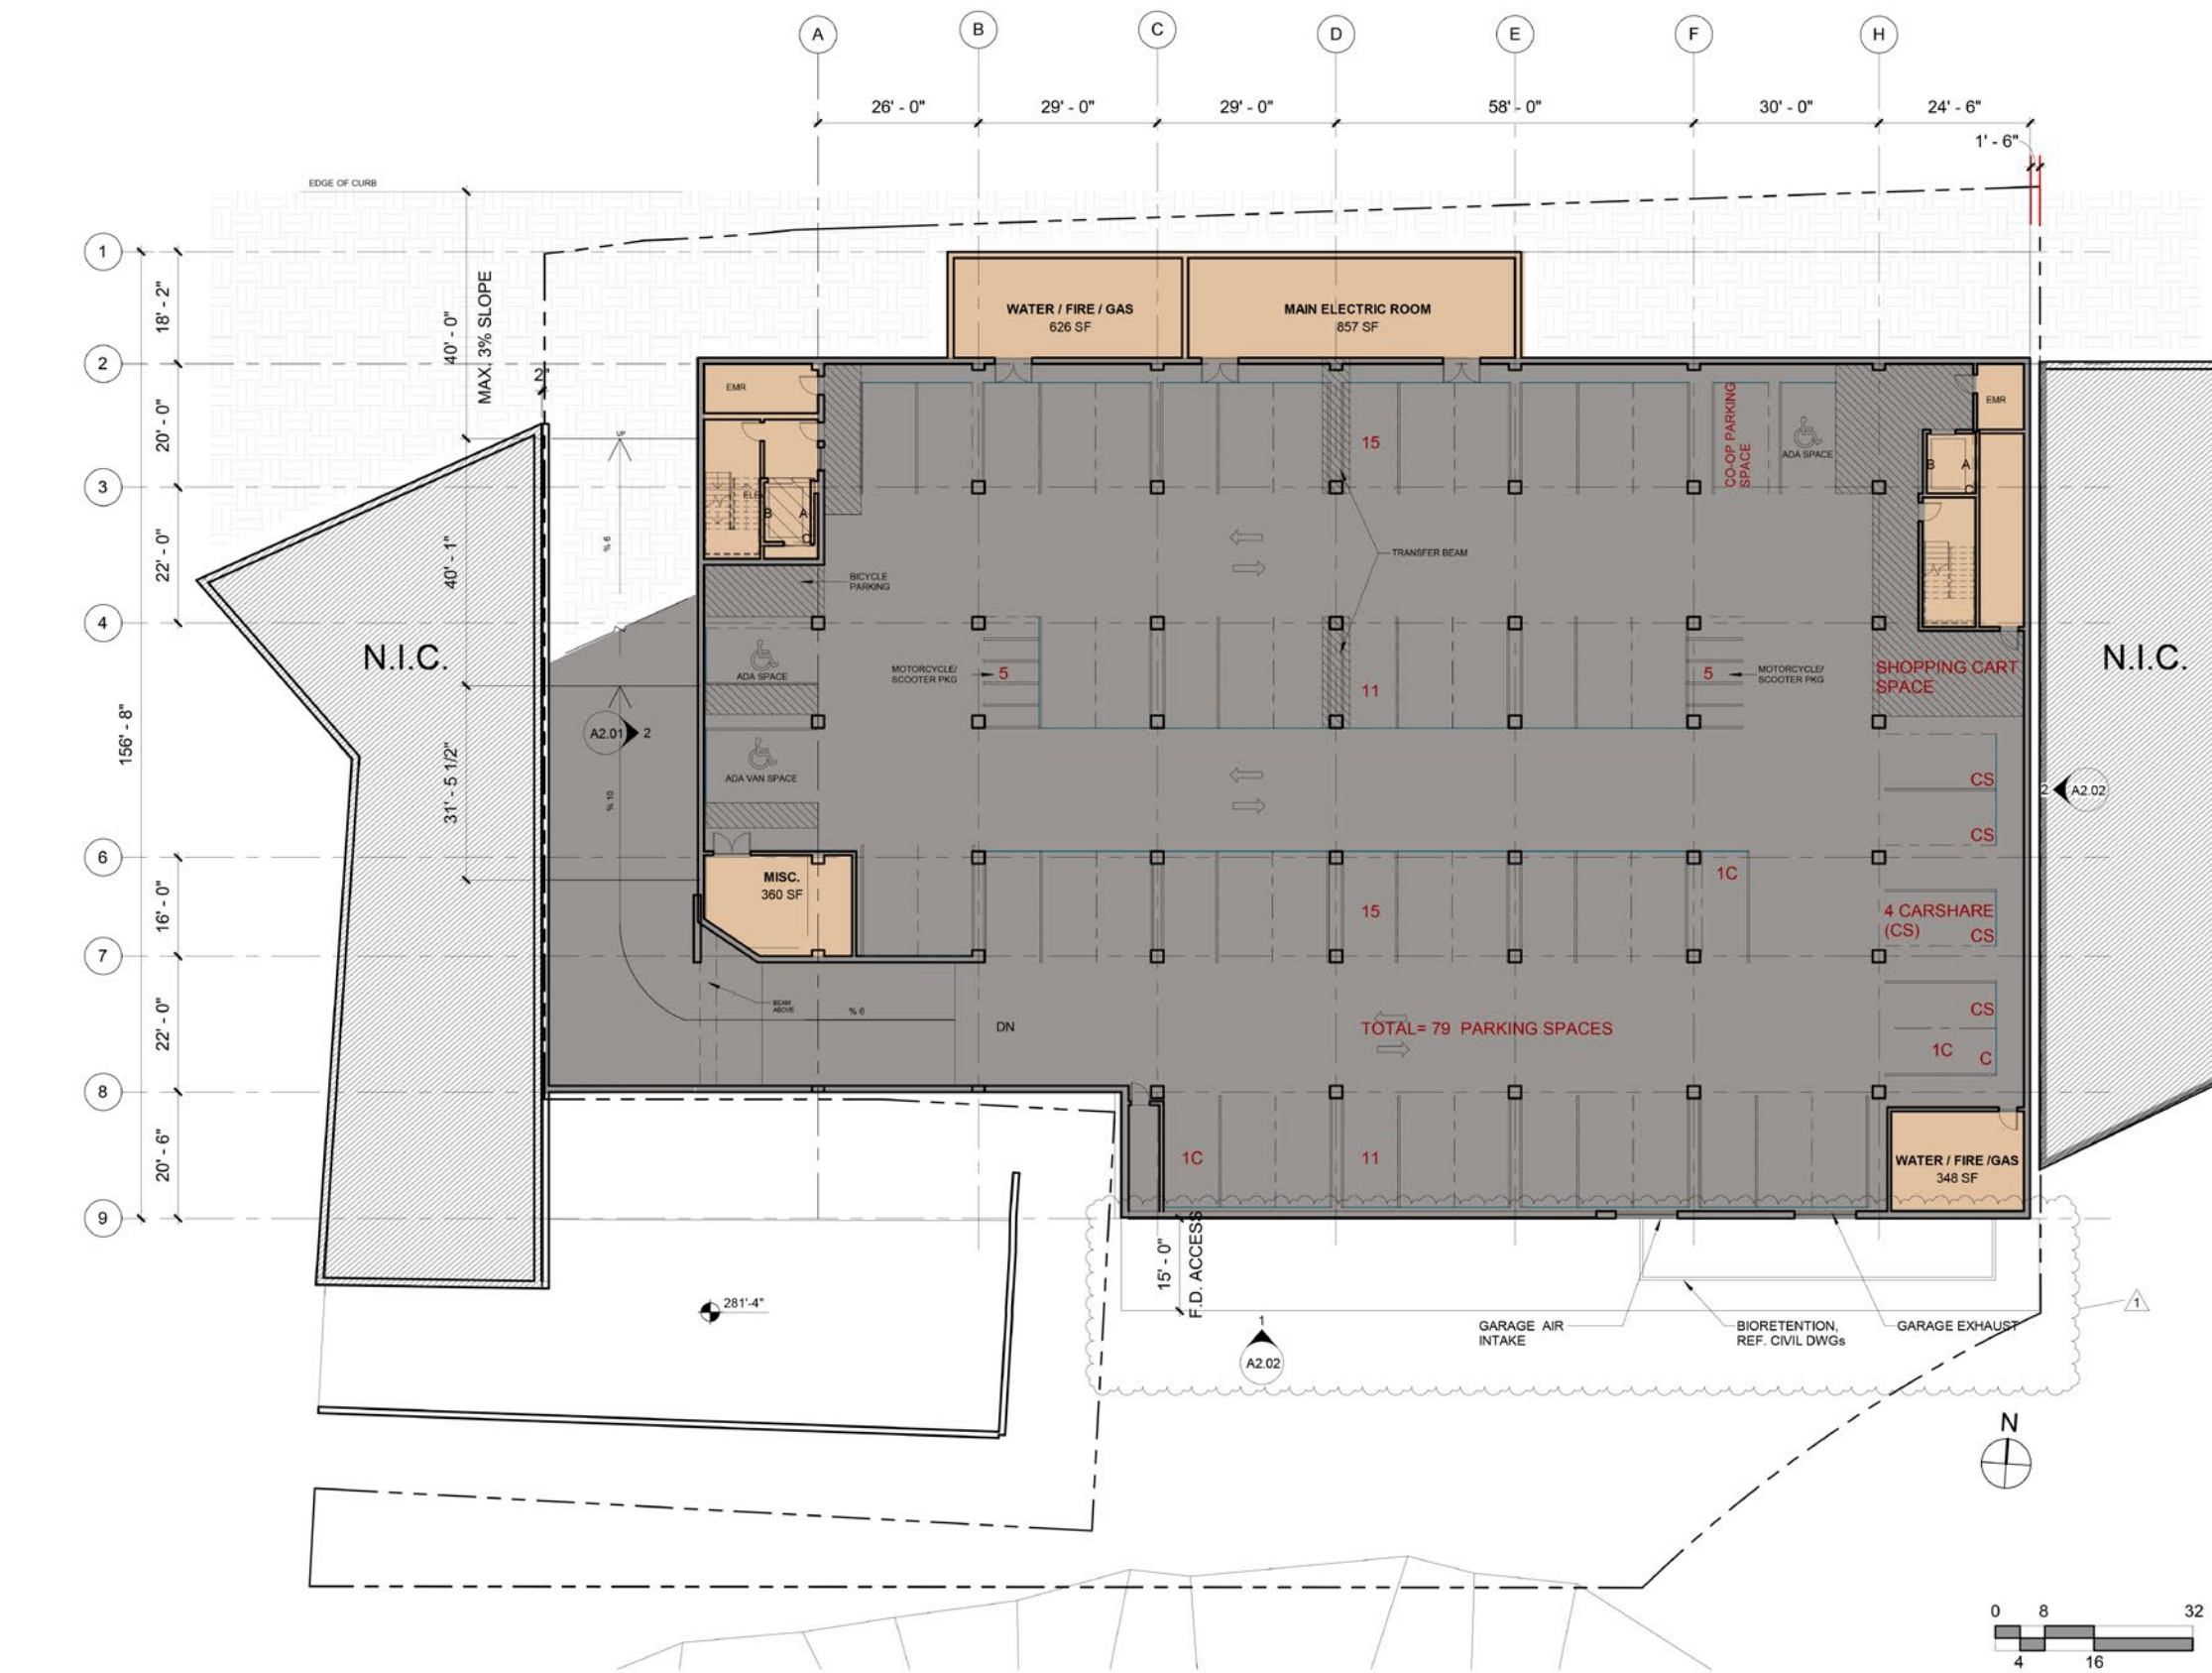 A
B
C
D
E
F
H
26' - 0"
29' - 0"
29' - 0"
58' - 0"
30' - 0"
24' - 6"
1' - 6"
EDGE OF CURB
1
2
3
4
6
7
8
9
18' - 2"
20' - 0"
22' - 0"
156' - 8"
16' - 0"
22' - 0"
20' - 6"
40' - 0"
MAX. 3% SLOPE
2"
40' - 1"
31' - 5 1/2"
WATER / FIRE / GAS
626 SF
MAIN ELECTRIC ROOM
857 SF
EMR
UP
ELE
B
A
C
% 6
15
CO-OP PARKING
SPACE
ADA SPACE
EMR
B
A
C
TRANSFER BEAM
BICYCLE
PARKING
N.I.C.
ADA SPACE
MOTORCYCLE/
SCOOTER PKG
5
11
5
MOTORCYCLE/
SCOOTER PKG
SHOPPING CART
SPACE
N.I.C.
A2.01
2
ADA VAN SPACE
% 10
CS
CS
2
A2.02
MISC.
360 SF
15
1C
4 CARSHARE
(CS)
CS
BEAM
ABOVE
% 6
DN
TOTAL= 79 PARKING SPACES
CS
1C
C
1C
11
WATER / FIRE /GAS
348 SF
15' - 0"
F.D. ACCESS
281'-4"
1
A2.02
GARAGE AIR
INTAKE
BIORETENTION,
REF. CIVIL DWGs
GARAGE EXHAUST
1
N
0
8
32
4
16